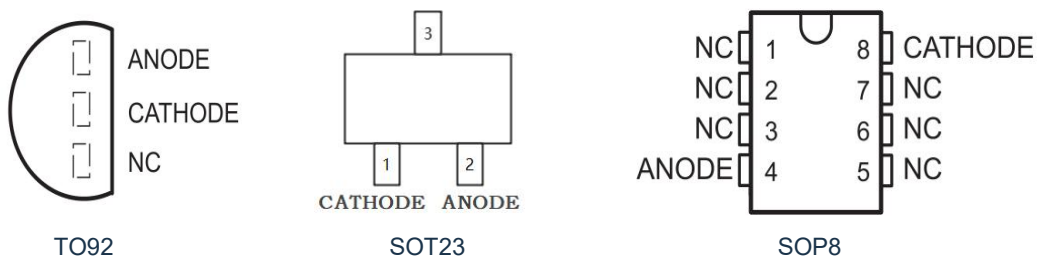 ANODE
CATHODE
NC
TO92
3
1 2
CATHODE ANODE
SOT23
NC 1 8 CATHODE
NC 2 7 NC
NC 3 6 NC
ANODE 4 5 NC
SOP8